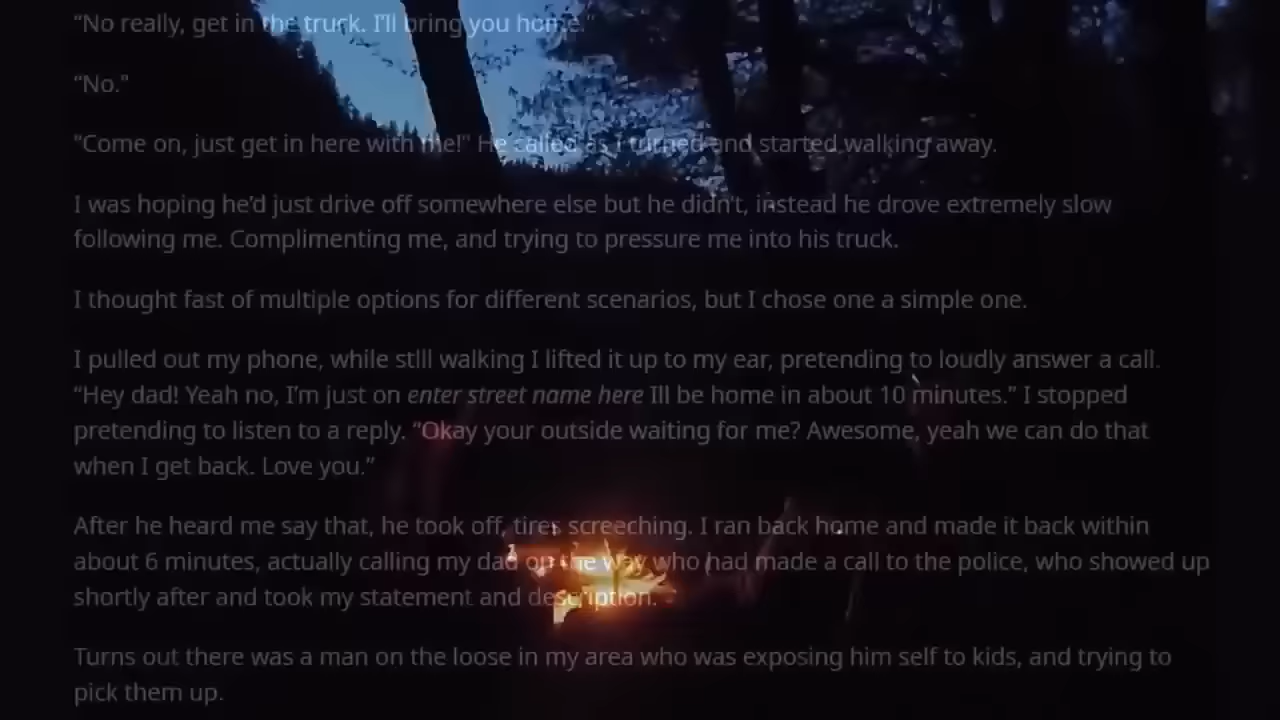 “No really, get in the truck. I’ll bring you home.”
“No.”
“Come on, just get in here with me!” He called as I turned and started walking away.
I was hoping he’d just drive off somewhere else but he didn’t, instead he drove extremely slow
following me. Complimenting me, and trying to pressure me into his truck.
I thought fast of multiple options for different scenarios, but I chose one a simple one.
I pulled out my phone, while stlll walking I lifted it up to my ear, pretending to loudly answer a call.
“Hey dad! Yeah no, I’m just on enter street name here Ill be home in about 10 minutes.” I stopped
pretending to listen to a reply. “Okay your outside waiting for me? Awesome, yeah we can do that
when I get back. Love you.”
After he heard me say that, he took off, tires screeching. I ran back home and made it back within
about 6 minutes, actually calling my dad on the way who had made a call to the police, who showed up
shortly after and took my statement and description.
Turns out there was a man on the loose in my area who was exposing him self to kids, and trying to
pick them up.